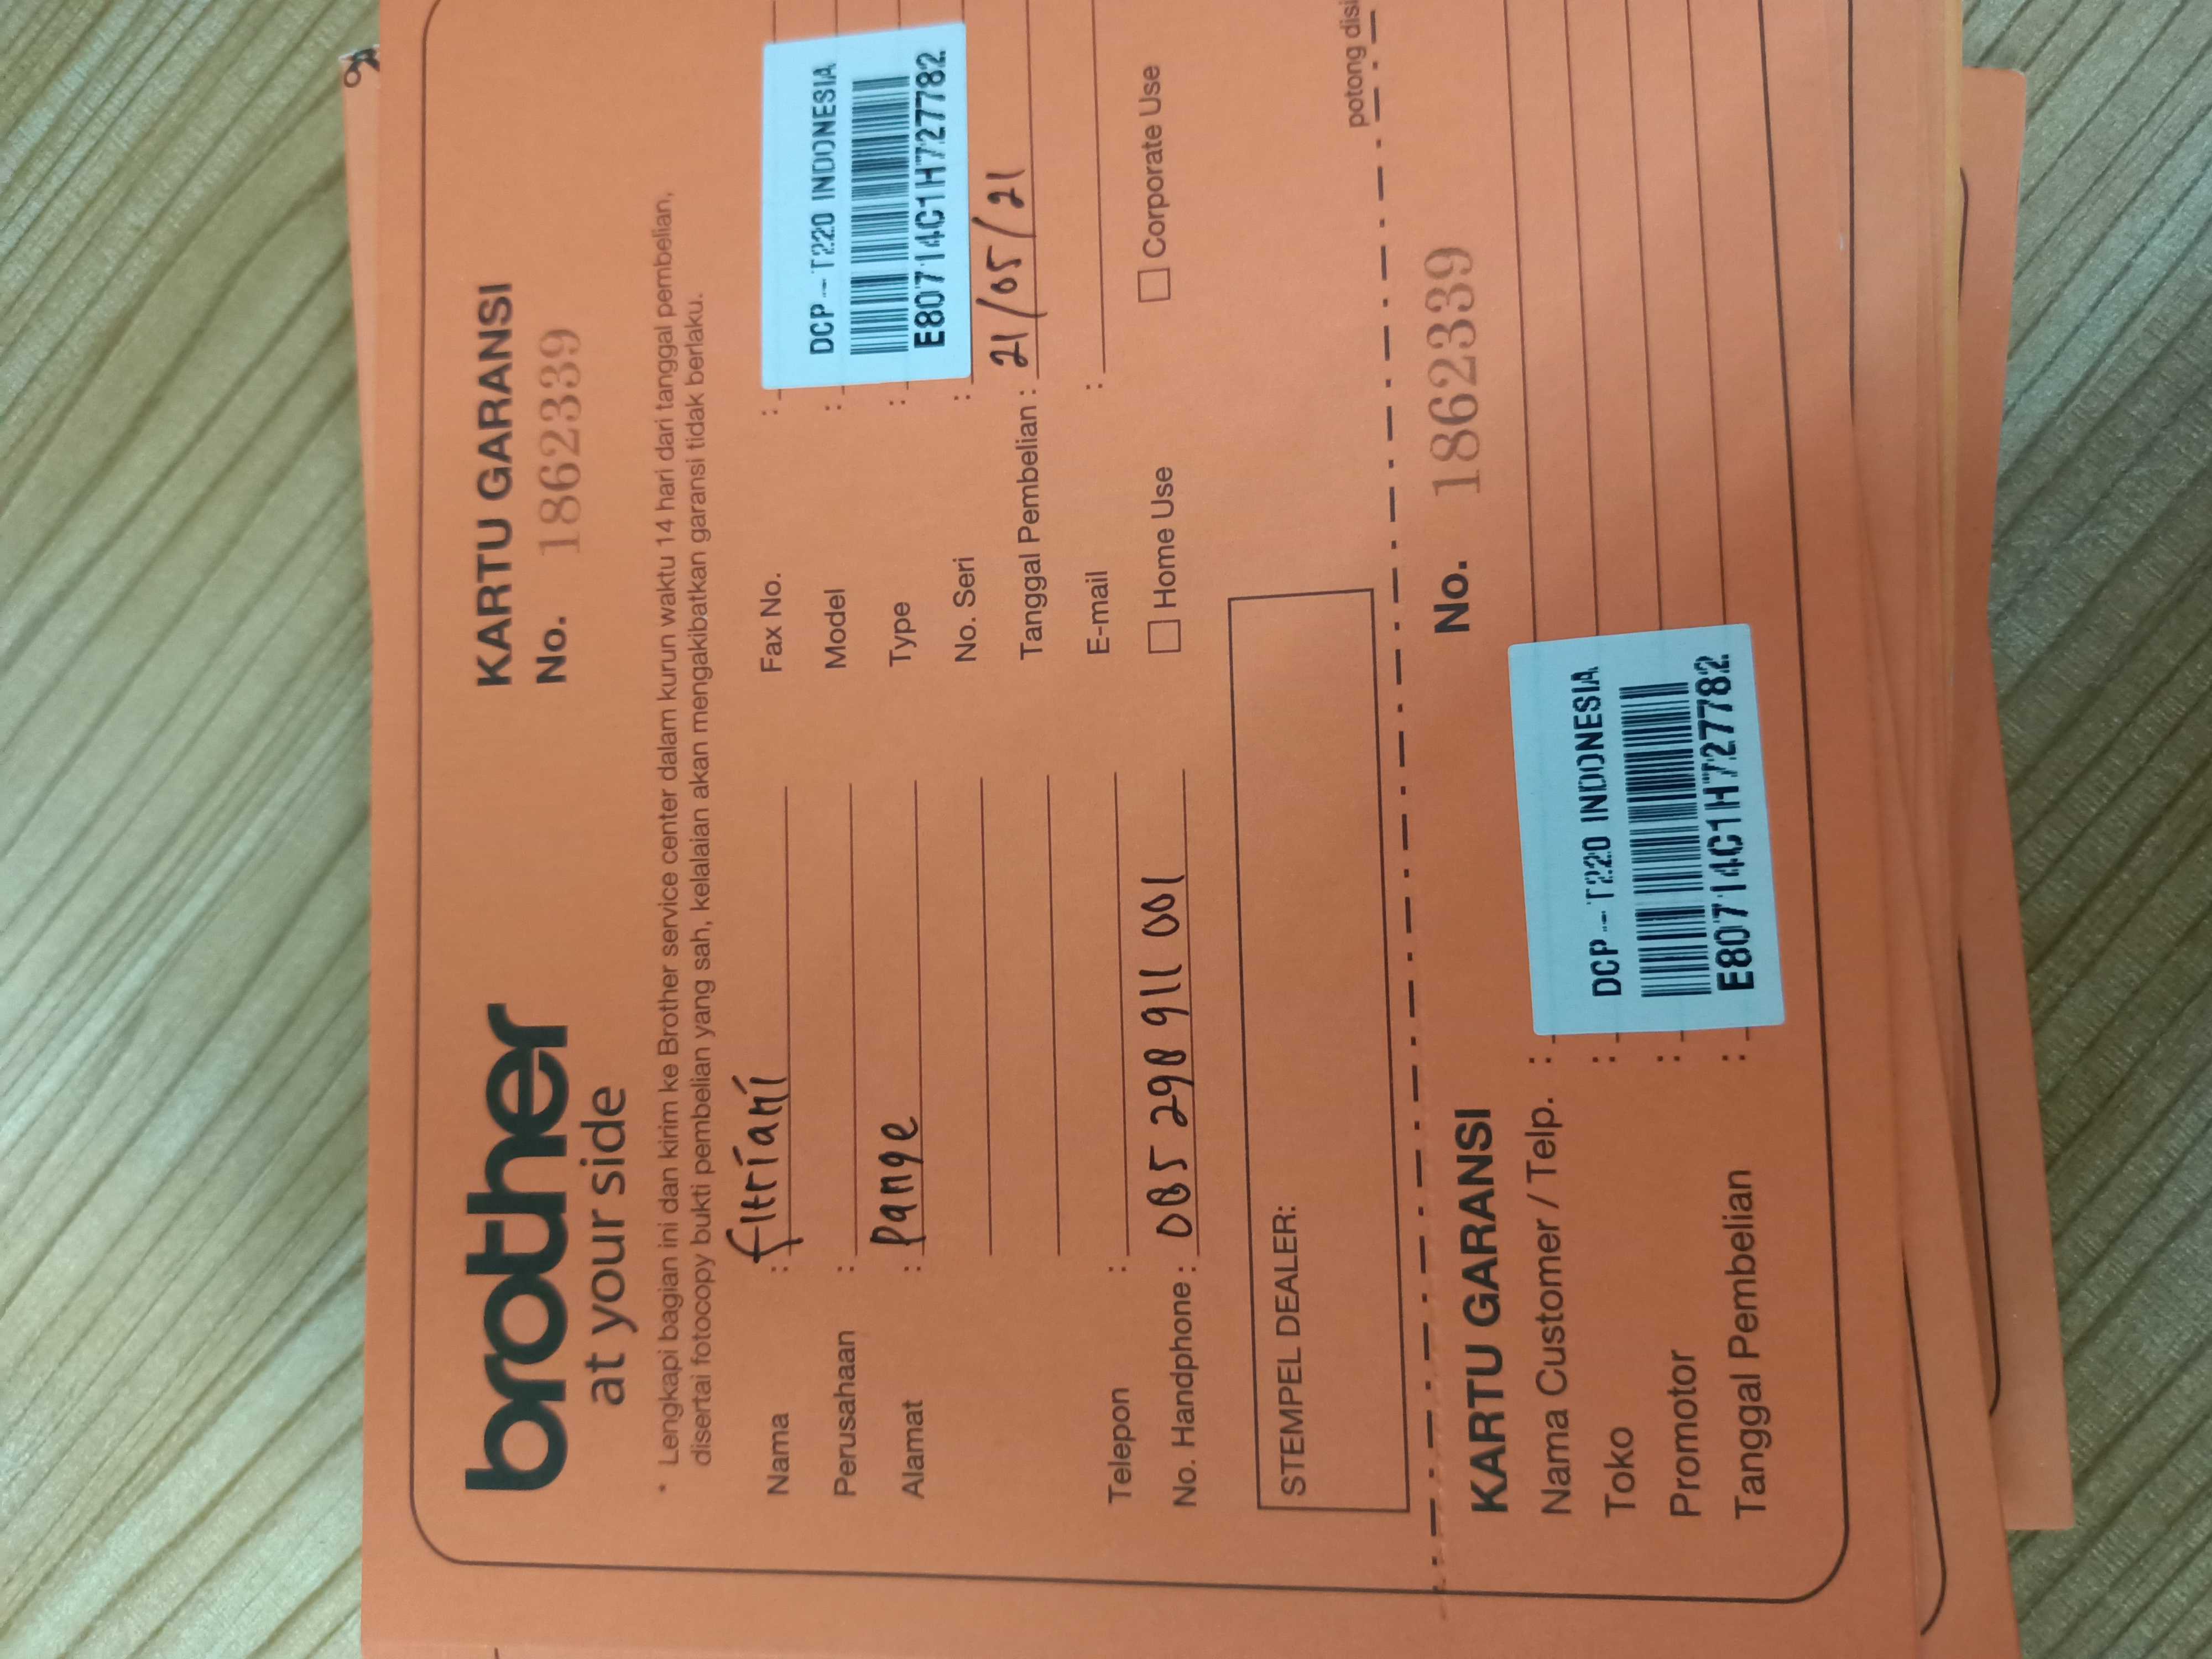 brother
at your side
KARTU GARANSI
No. 1862339
* Lengkapi bagian ini dan kirim ke Brother service center dalam kurun waktu 14 hari dari tanggal pembelian,
disertai fotocopy bukti pembelian yang sah, kelalaian akan mengakibatkan garansi tidak berlaku.
Nama : fitriani
Perusahaan :
Alamat : Pange
Telepon :
No. Handphone : 085 298 911 001
Fax No. :
Model :
Type :
No. Seri :
DCP-T220 INDONESIA
E80714C1H727782
Tanggal Pembelian : 21/05/21
E-mail :
Home Use Corporate Use
STEMPEL DEALER:
potong disi
KARTU GARANSI
No. 1862339
Nama Customer / Telp. :
Toko :
Promotor :
Tanggal Pembelian :
DCP-T220 INDONESIA
E80714C1H727782